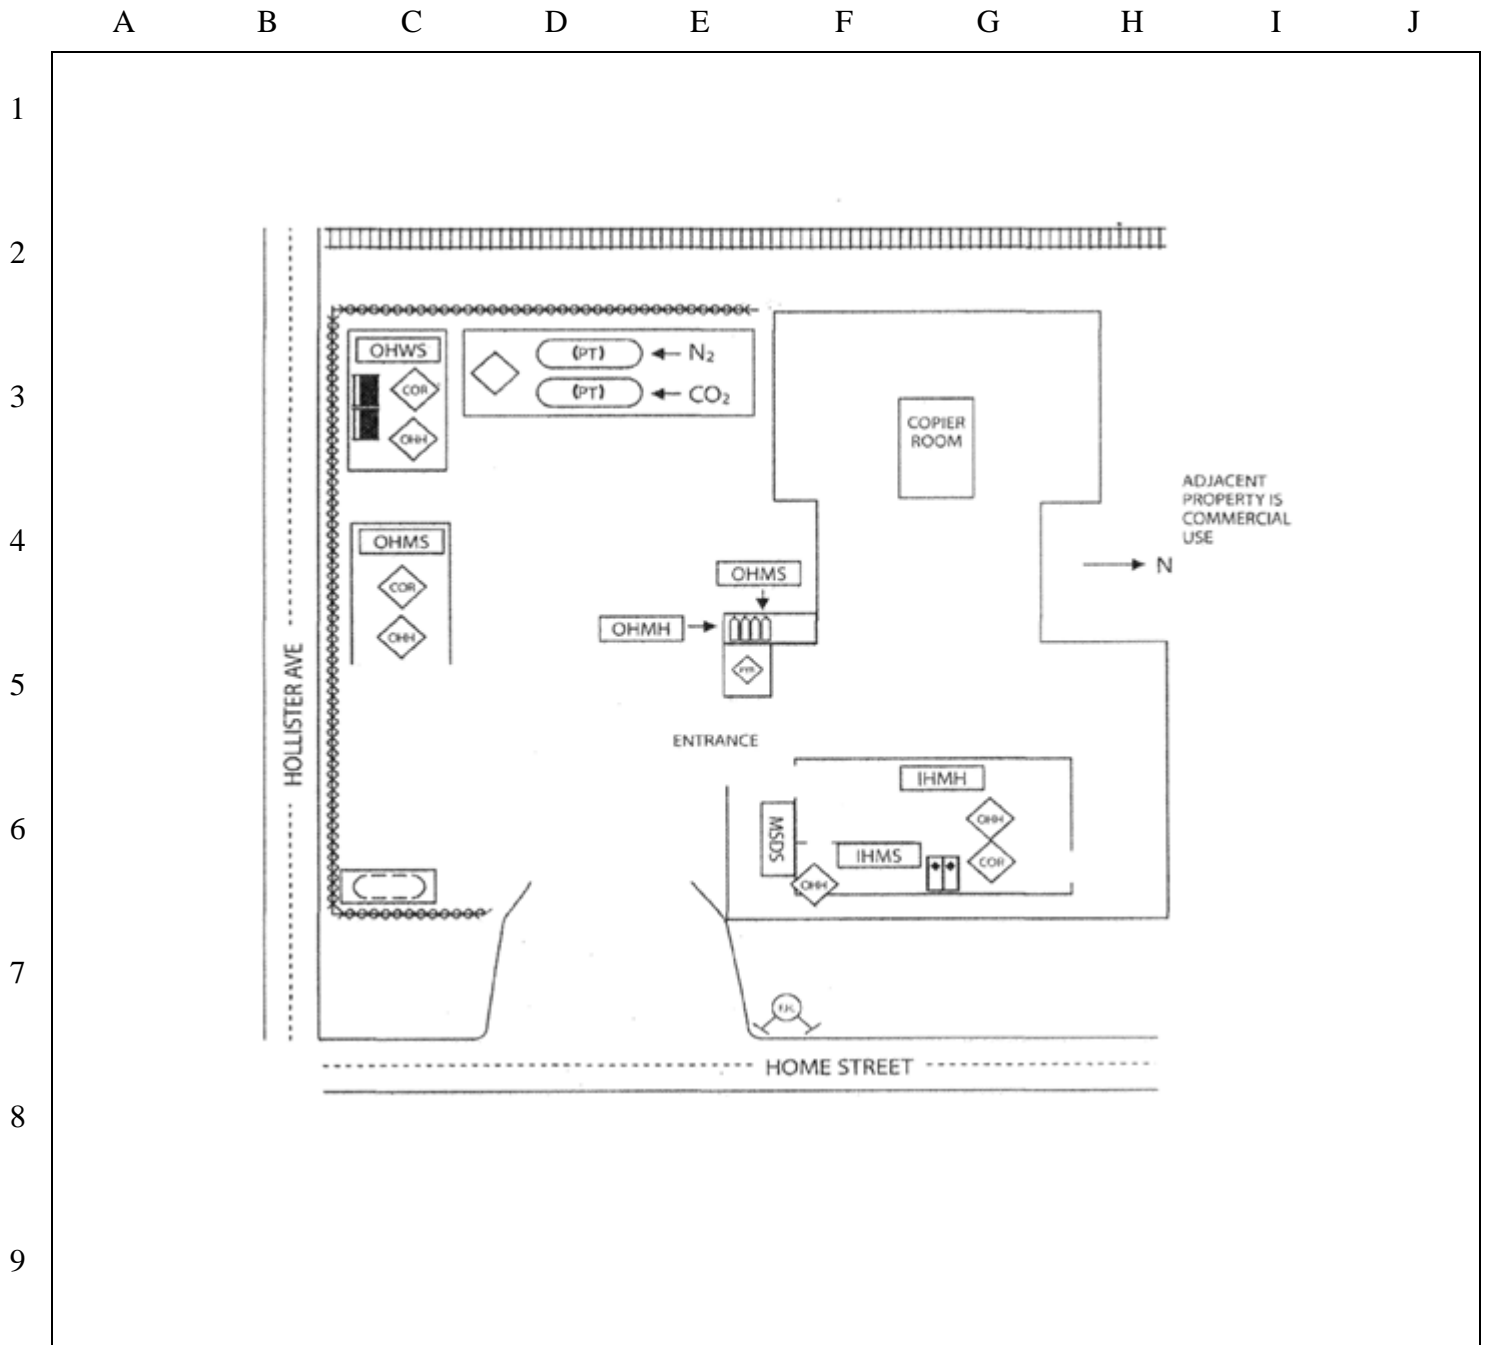 A B C D E F G H I J
1
2
3
4
5
6
7
8
9
OHWS
COR
OHH
(PT)
N₂
(PT)
CO₂
COPIER
ROOM
ADJACENT
PROPERTY IS
COMMERCIAL
USE
N
OHMS
COR
OHH
OHMS
OHMH
ENTRANCE
HOLLISTER AVE
IHMH
OHH
COR
MSDS
IHMS
OHH
F.H.
HOME STREET